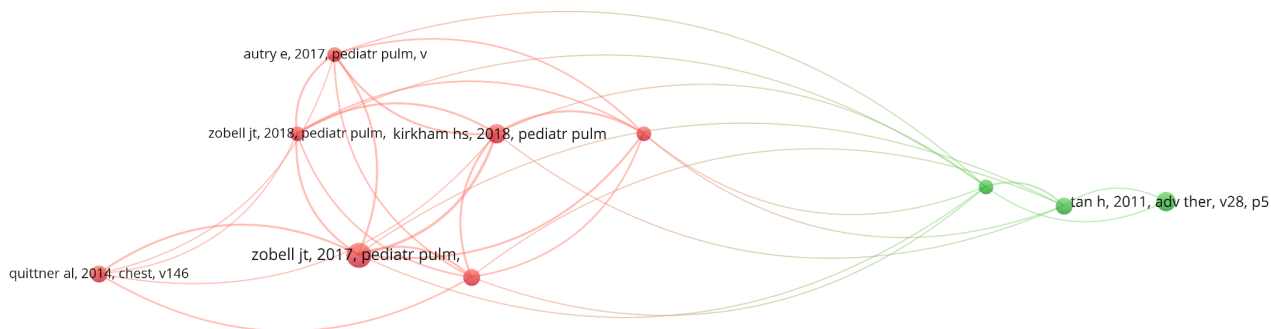 autry e, 2017, pediatr pulm, v
zobell jt, 2018, pediatr pulm,
kirkham hs, 2018, pediatr pulm
tan h, 2011, adv ther, v28, p5
zobell jt, 2017, pediatr pulm,
quittner al, 2014, chest, v146